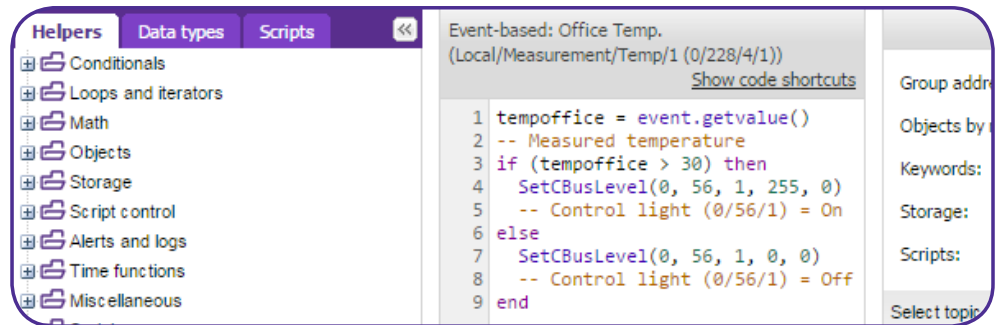 Helpers Data types Scripts
Conditionals
Loops and iterators
Math
Objects
Storage
Script control
Alerts and logs
Time functions
Miscellaneous
Event-based: Office Temp.
(Local/Measurement/Temp/1 (0/228/4/1))
Show code shortcuts
1 tempoffice = event.getvalue()
2 -- Measured temperature
3 if (tempoffice > 30) then
4 SetCBusLevel(0, 56, 1, 255, 0)
5 -- Control light (0/56/1) = On
6 else
7 SetCBusLevel(0, 56, 1, 0, 0)
8 -- Control light (0/56/1) = Off
9 end
Group addre
Objects by
Keywords:
Storage:
Scripts:
Select topic